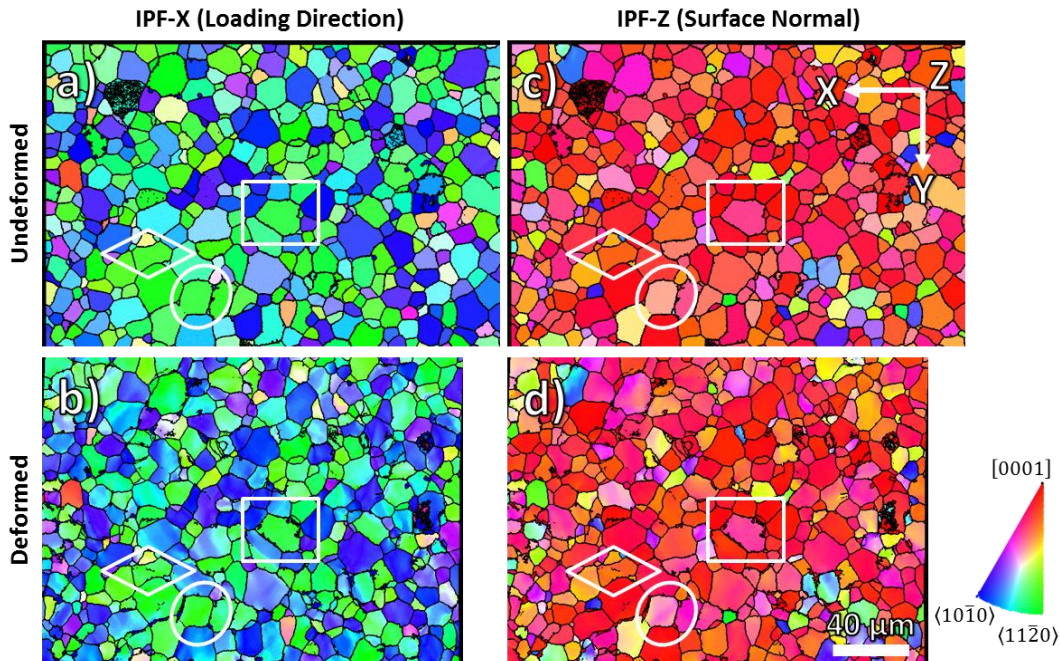 IPF-X (Loading Direction)
IPF-Z (Surface Normal)
Undeformed
a)
c)
X
Z
Y
Deformed
b)
d)
40 µm
[0001]
⟨101̅0⟩
⟨112̅0⟩